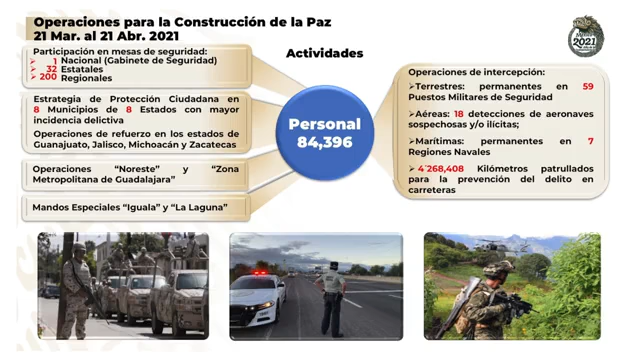 Operaciones para la Construcción de la Paz
21 Mar. al 21 Abr. 2021
2021
Actividades
Participación en mesas de seguridad:
➢ 1 Nacional (Gabinete de Seguridad)
➢ 32 Estatales
➢ 200 Regionales
Estrategia de Protección Ciudadana en
8 Municipios de 8 Estados con mayor
incidencia delictiva
Operaciones de refuerzo en los estados de
Guanajuato, Jalisco, Michoacán y Zacatecas
Operaciones “Noreste” y “Zona
Metropolitana de Guadalajara”
Mandos Especiales “Iguala” y “La Laguna”
Personal
84,396
Operaciones de intercepción:
➢Terrestres: permanentes en 59
Puestos Militares de Seguridad
➢Aéreas: 18 detecciones de aeronaves
sospechosas y/o ilícitas;
➢Marítimas: permanentes en 7
Regiones Navales
➢ 4´268,408 Kilómetros patrullados
para la prevención del delito en
carreteras